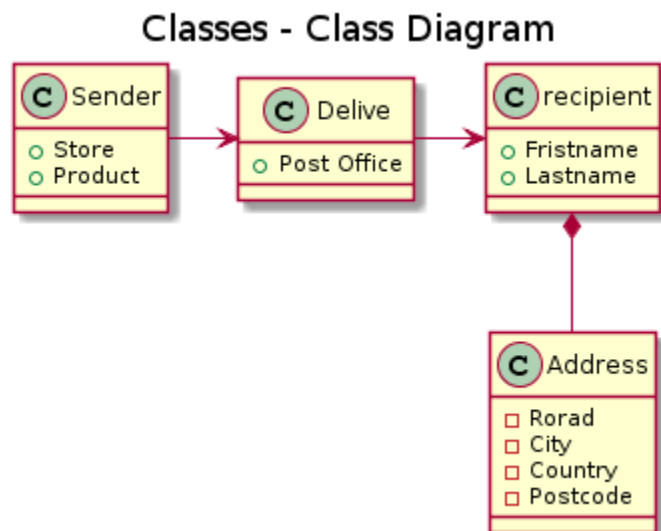 Classes - Class Diagram
C Sender
Store
Product
C Delive
Post Office
C recipient
Fristname
Lastname
C Address
Rorad
City
Country
Postcode